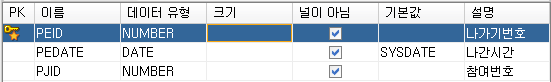 PK 이름 데이터 유형 크기 널이 아님 기본값 설명
PEID NUMBER 나가기번호
PEDATE DATE SYSDATE 나간시간
PJID NUMBER 참여번호